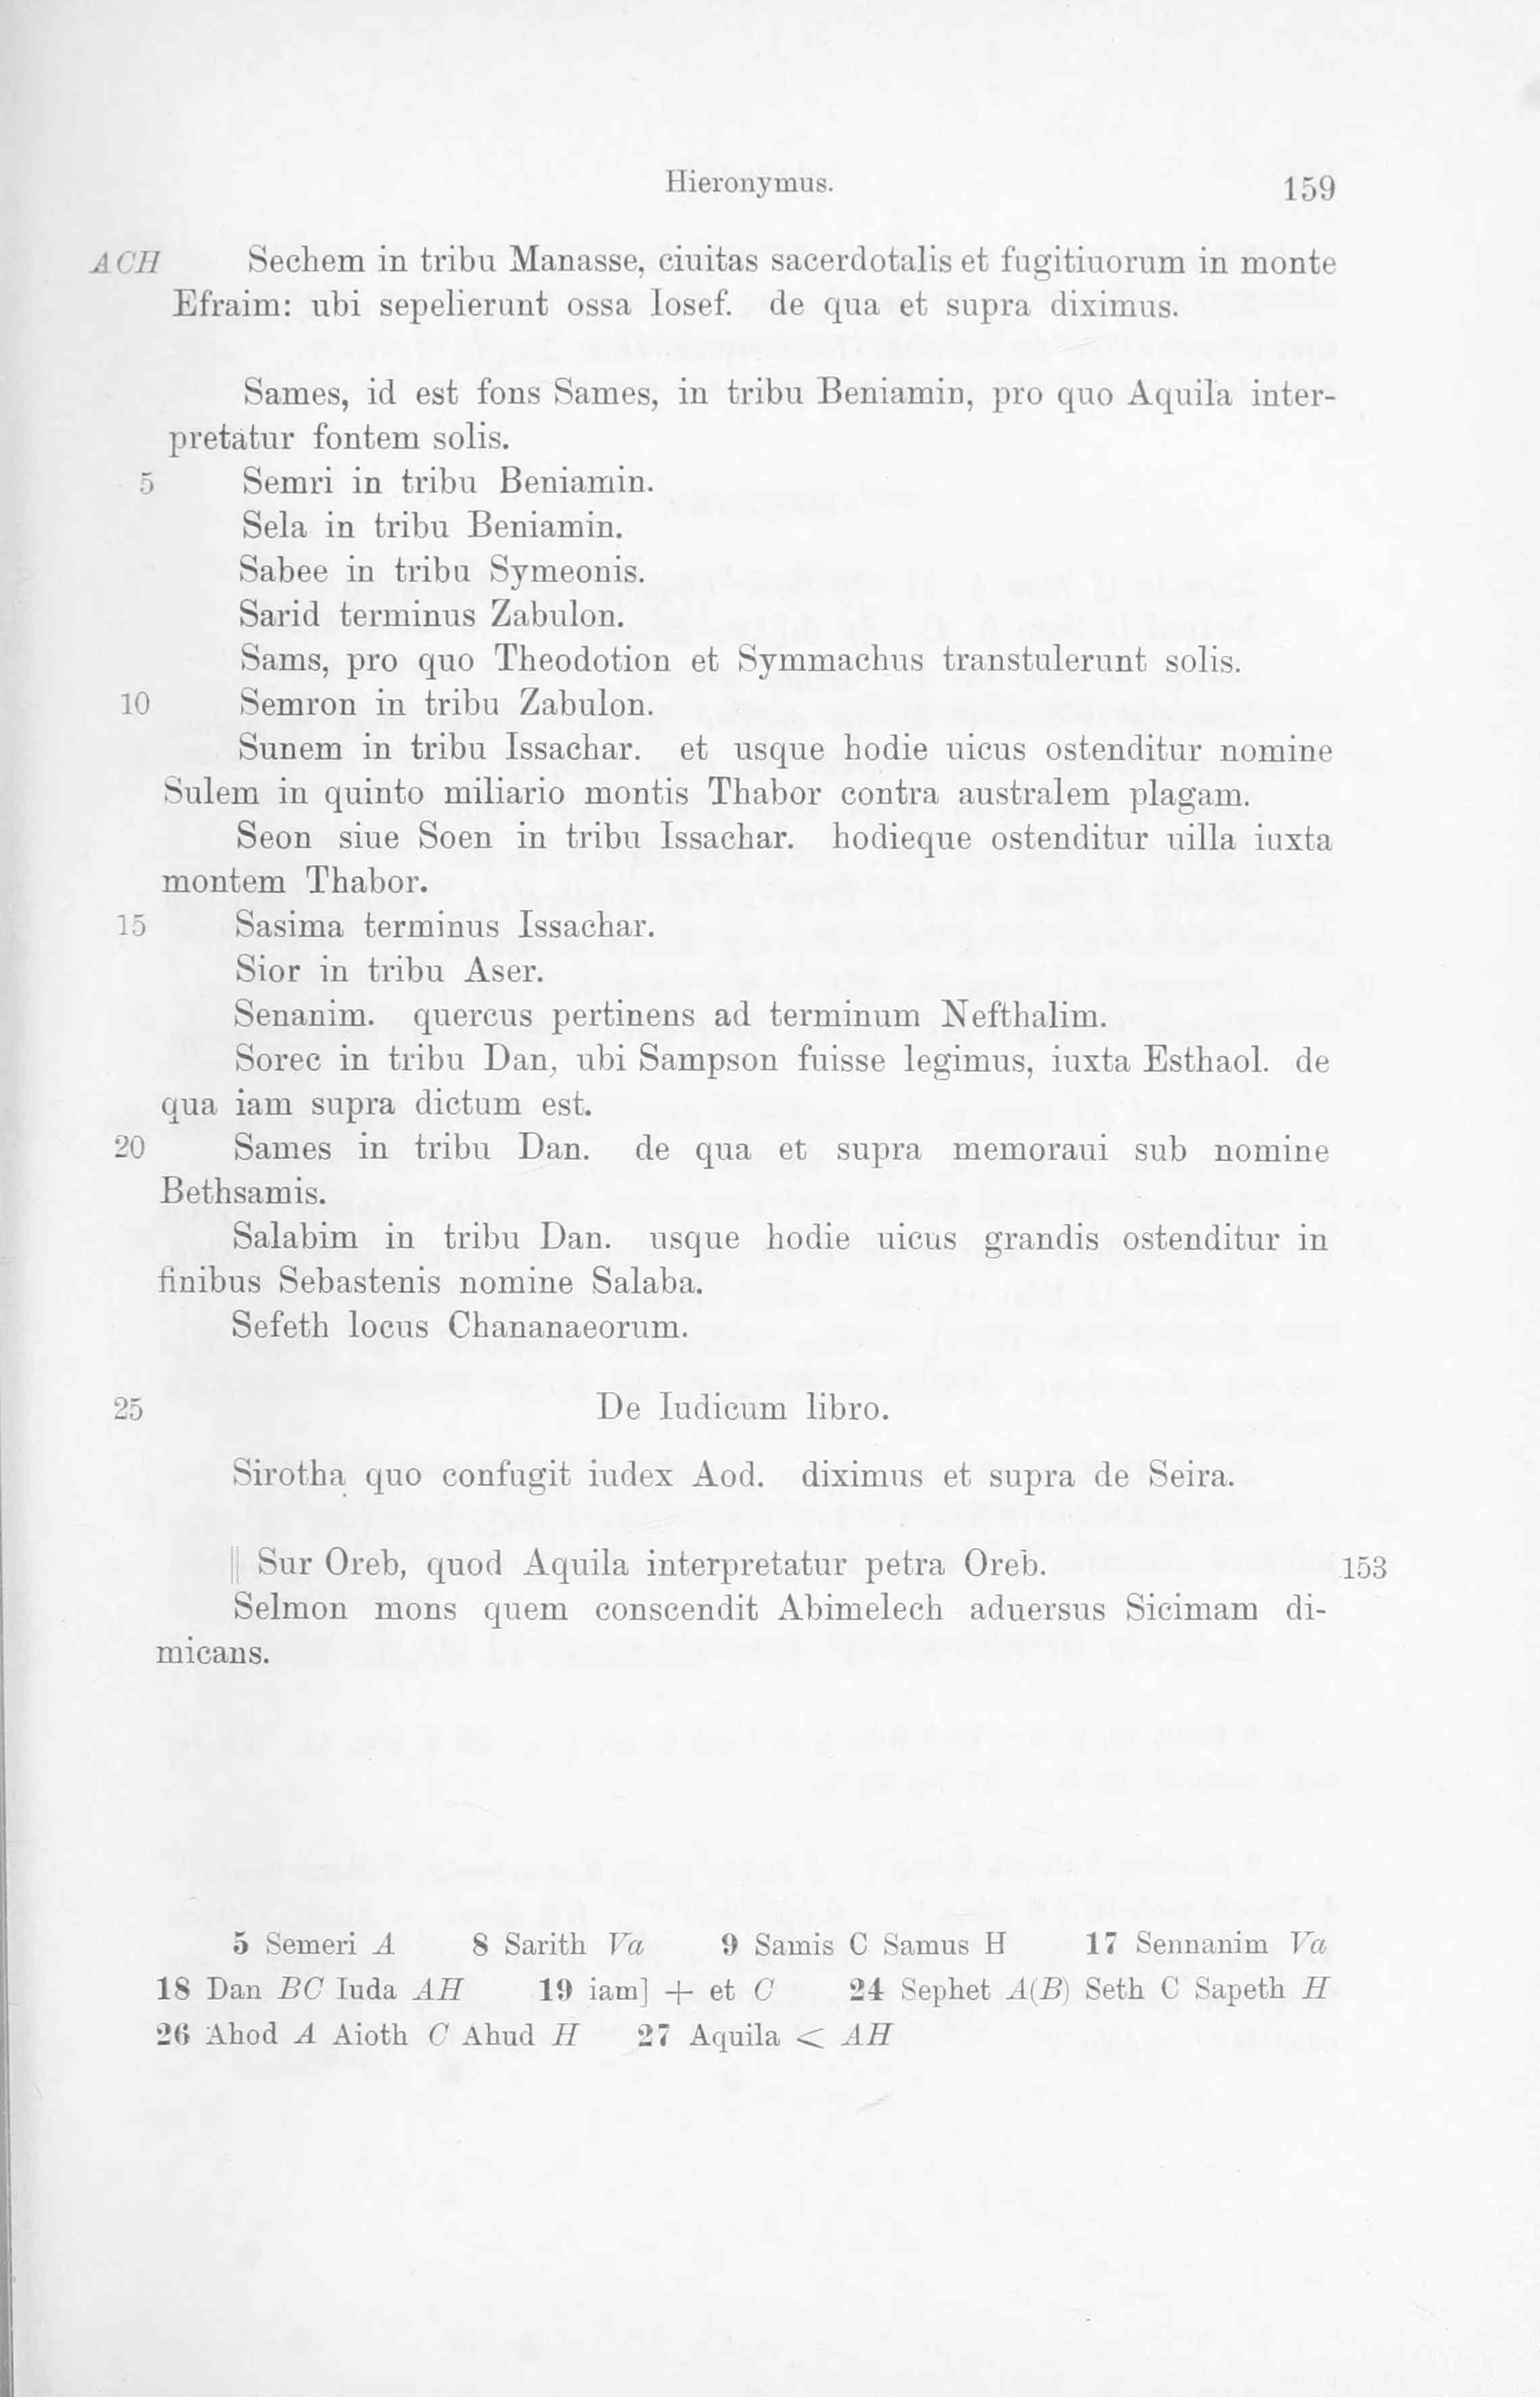 Hieronymus. 159
ACH Sechem in tribu Manasse, ciuitas sacerdotalis et fugitiuorum in monte
Efraim: ubi sepelierunt ossa Iosef. de qua et supra diximus.
Sames, id est fons Sames, in tribu Beniamin, pro quo Aquila inter-
pretatur fontem solis.
5 Semri in tribu Beniamin.
Sela in tribu Beniamin.
Sabee in tribu Symeonis.
Sarid terminus Zabulon.
Sams, pro quo Theodotion et Symmachus transtulerunt solis.
10 Semron in tribu Zabulon.
Sunem in tribu Issachar. et usque hodie uicus ostenditur nomine
Sulem in quinto miliario montis Thabor contra australem plagam.
Seon siue Soen in tribu Issachar. hodieque ostenditur uilla iuxta
montem Thabor.
15 Sasima terminus Issachar.
Sior in tribu Aser.
Senanim. quercus pertinens ad terminum Nefthalim.
Sorec in tribu Dan, ubi Sampson fuisse legimus, iuxta Esthaol. de
qua iam supra dictum est.
20 Sames in tribu Dan. de qua et supra memoraui sub nomine
Bethsamis.
Salabim in tribu Dan. usque hodie uicus grandis ostenditur in
finibus Sebastenis nomine Salaba.
Sefeth locus Chananaeorum.
25 De Iudicum libro.
Sirotha quo confugit iudex Aod. diximus et supra de Seira.
‖ Sur Oreb, quod Aquila interpretatur petra Oreb. 153
Selmon mons quem conscendit Abimelech aduersus Sicimam di-
micans.
5 Semeri A 8 Sarith Va 9 Samis C Samus H 17 Sennanim Va
18 Dan BC Iuda AH 19 iam] + et C 24 Sephet A(B) Seth C Sapeth H
26 Ahod A Aioth C Ahud H 27 Aquila < AH